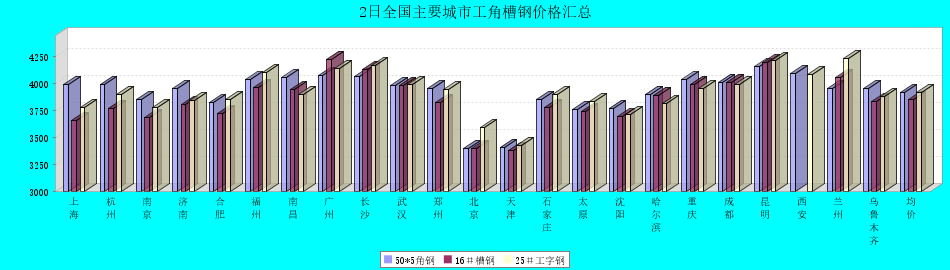 2日全国主要城市工角槽钢价格汇总
4250
4000
3750
3500
3250
3000
上海 杭州 南京 济南 合肥 福州 南昌 广州 长沙 武汉 郑州 北京 天津 石家庄 太原 沈阳 哈尔滨 重庆 成都 昆明 西安 兰州 乌鲁木齐 均价
50*5角钢 16#槽钢 25#工字钢